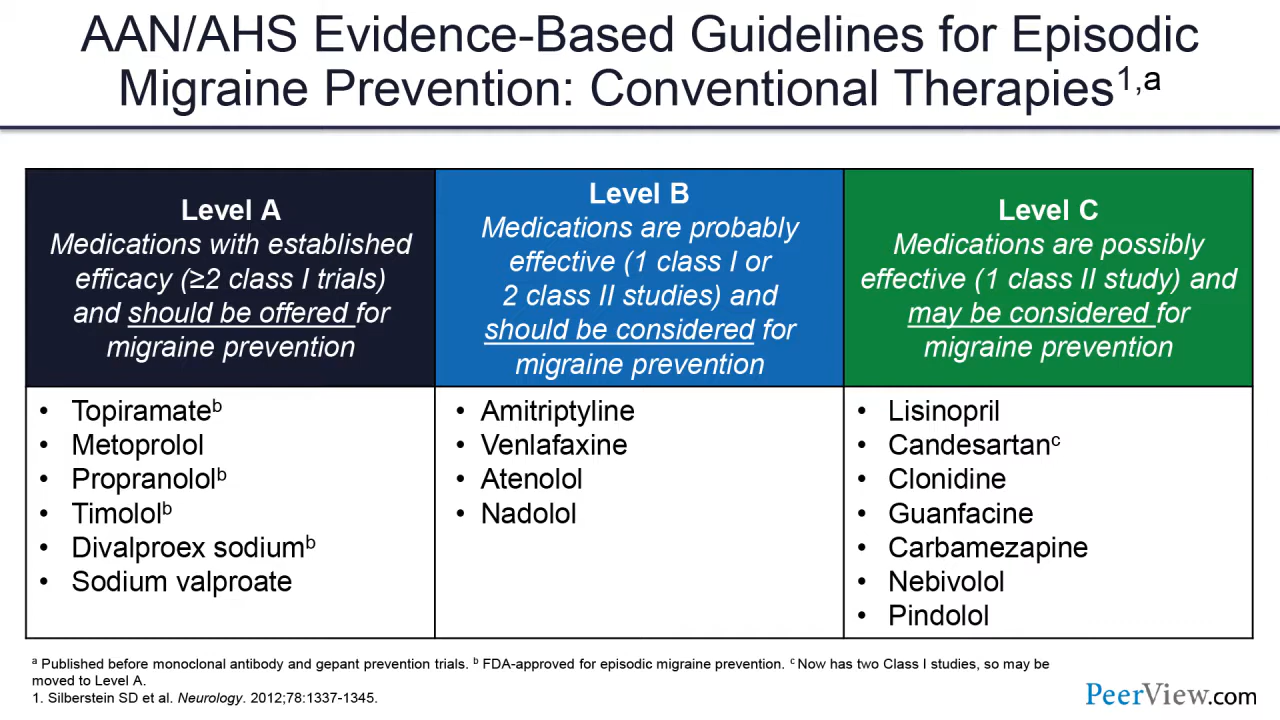 AAN/AHS Evidence-Based Guidelines for Episodic
Migraine Prevention: Conventional Therapies¹,ᵃ
Level A
Medications with established
efficacy (≥2 class I trials)
and should be offered for
migraine prevention
Level B
Medications are probably
effective (1 class I or
2 class II studies) and
should be considered for
migraine prevention
Level C
Medications are possibly
effective (1 class II study) and
may be considered for
migraine prevention
• Topiramateᵇ
• Metoprolol
• Propranololᵇ
• Timololᵇ
• Divalproex sodiumᵇ
• Sodium valproate
• Amitriptyline
• Venlafaxine
• Atenolol
• Nadolol
• Lisinopril
• Candesartanᶜ
• Clonidine
• Guanfacine
• Carbamezapine
• Nebivolol
• Pindolol
ᵃ Published before monoclonal antibody and gepant prevention trials. ᵇ FDA-approved for episodic migraine prevention. ᶜ Now has two Class I studies, so may be
moved to Level A.
1. Silberstein SD et al. Neurology. 2012;78:1337-1345.
PeerView.com